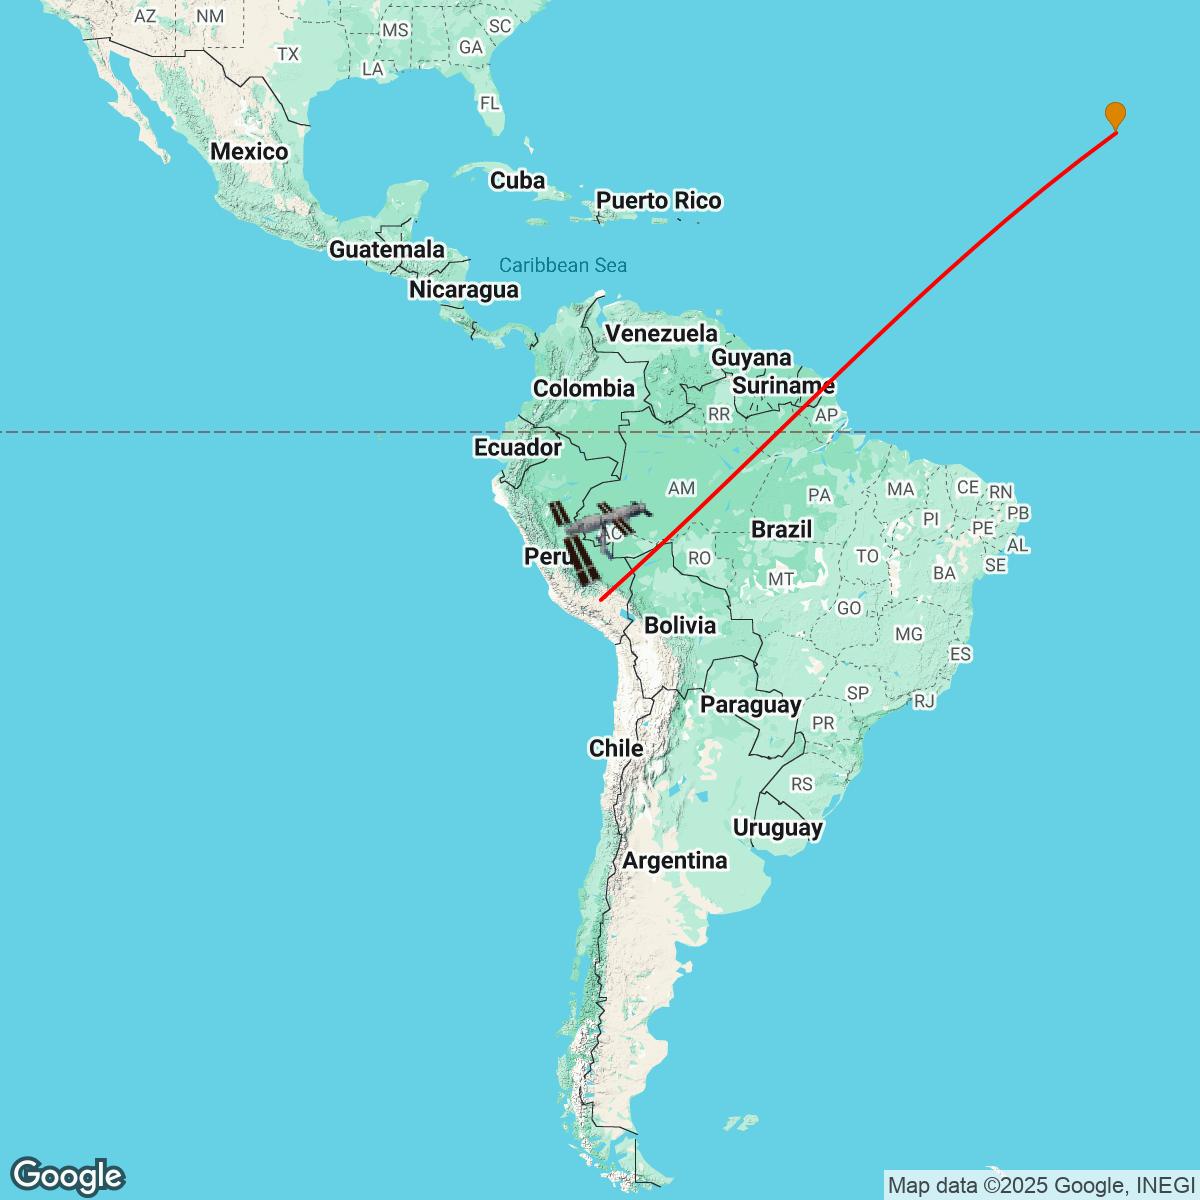 AZ
NM
MS
SC
GA
TX
LA
FL
Mexico
Cuba
Puerto Rico
Guatemala
Caribbean Sea
Nicaragua
Venezuela
Guyana
Colombia
Suriname
RR
AP
Ecuador
AM
PA
MA
CE
RN
PB
PI
PE
AL
Brazil
AC
Peru
RO
TO
SE
MT
BA
GO
Bolivia
MG
ES
SP
RJ
Paraguay
PR
Chile
RS
Uruguay
Argentina
Google
Map data ©2025 Google, INEGI